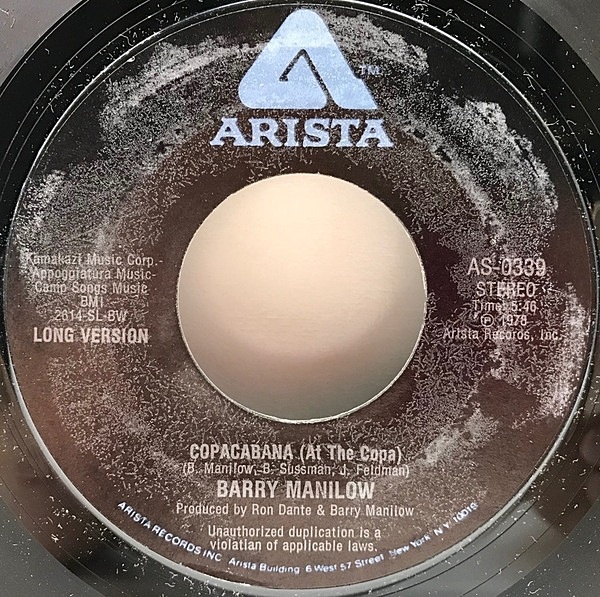 TM
ARISTA
Kamakazi Music Corp.-
Appoggiatura Music-
Camp Songs Music
BMI
2614-SL-BW
LONG VERSION
AS-0339
STEREO
Time: 5:46
℗ 1978
Arista Records, Inc.
COPACABANA (At The Copa)
(B. Manilow, B. Sussman, J. Feldman)
BARRY MANILOW
Produced by Ron Dante & Barry Manilow
Unauthorized duplication is a
violation of applicable laws.
ARISTA RECORDS INC Arista Building 6 West 57 Street New York N.Y. 10019